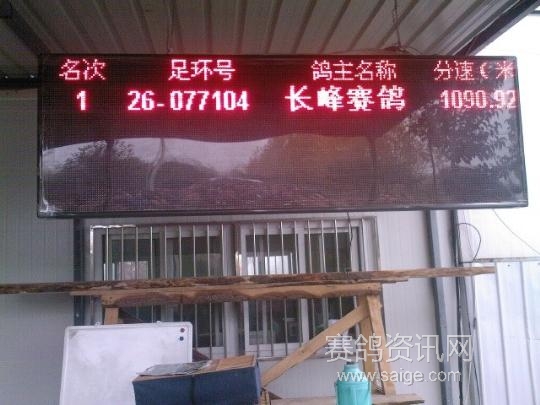 名次 足环号 鸽主名称 分速(米
1 26-077104 长峰赛鸽 1090.92
赛鸽资讯网
www.saige.com